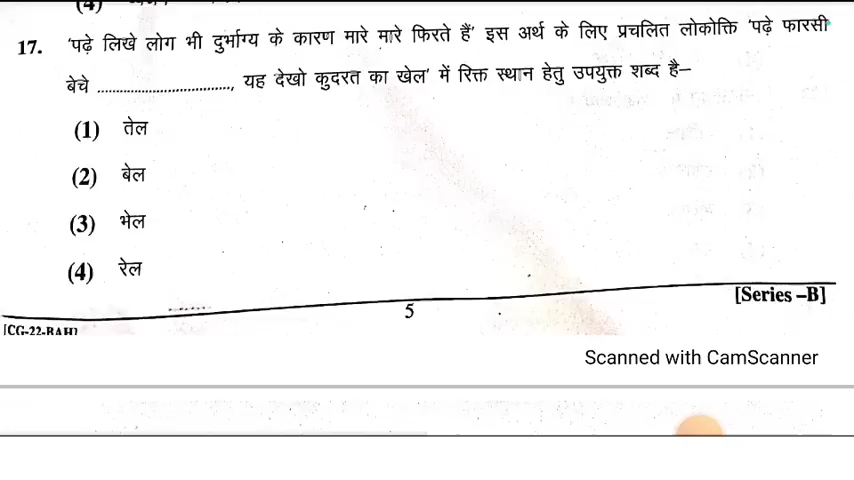 (4)
17. 'पढ़े लिखे लोग भी दुर्भाग्य के कारण मारे मारे फिरते हैं' इस अर्थ के लिए प्रचलित लोकोक्ति 'पढ़े फारसी
बेचे ................................., यह देखो कुदरत का खेल' में रिक्त स्थान हेतु उपयुक्त शब्द है–
(1) तेल
(2) बेल
(3) भेल
(4) रेल
5
[Series –B]
[CG-22-BAH]
Scanned with CamScanner